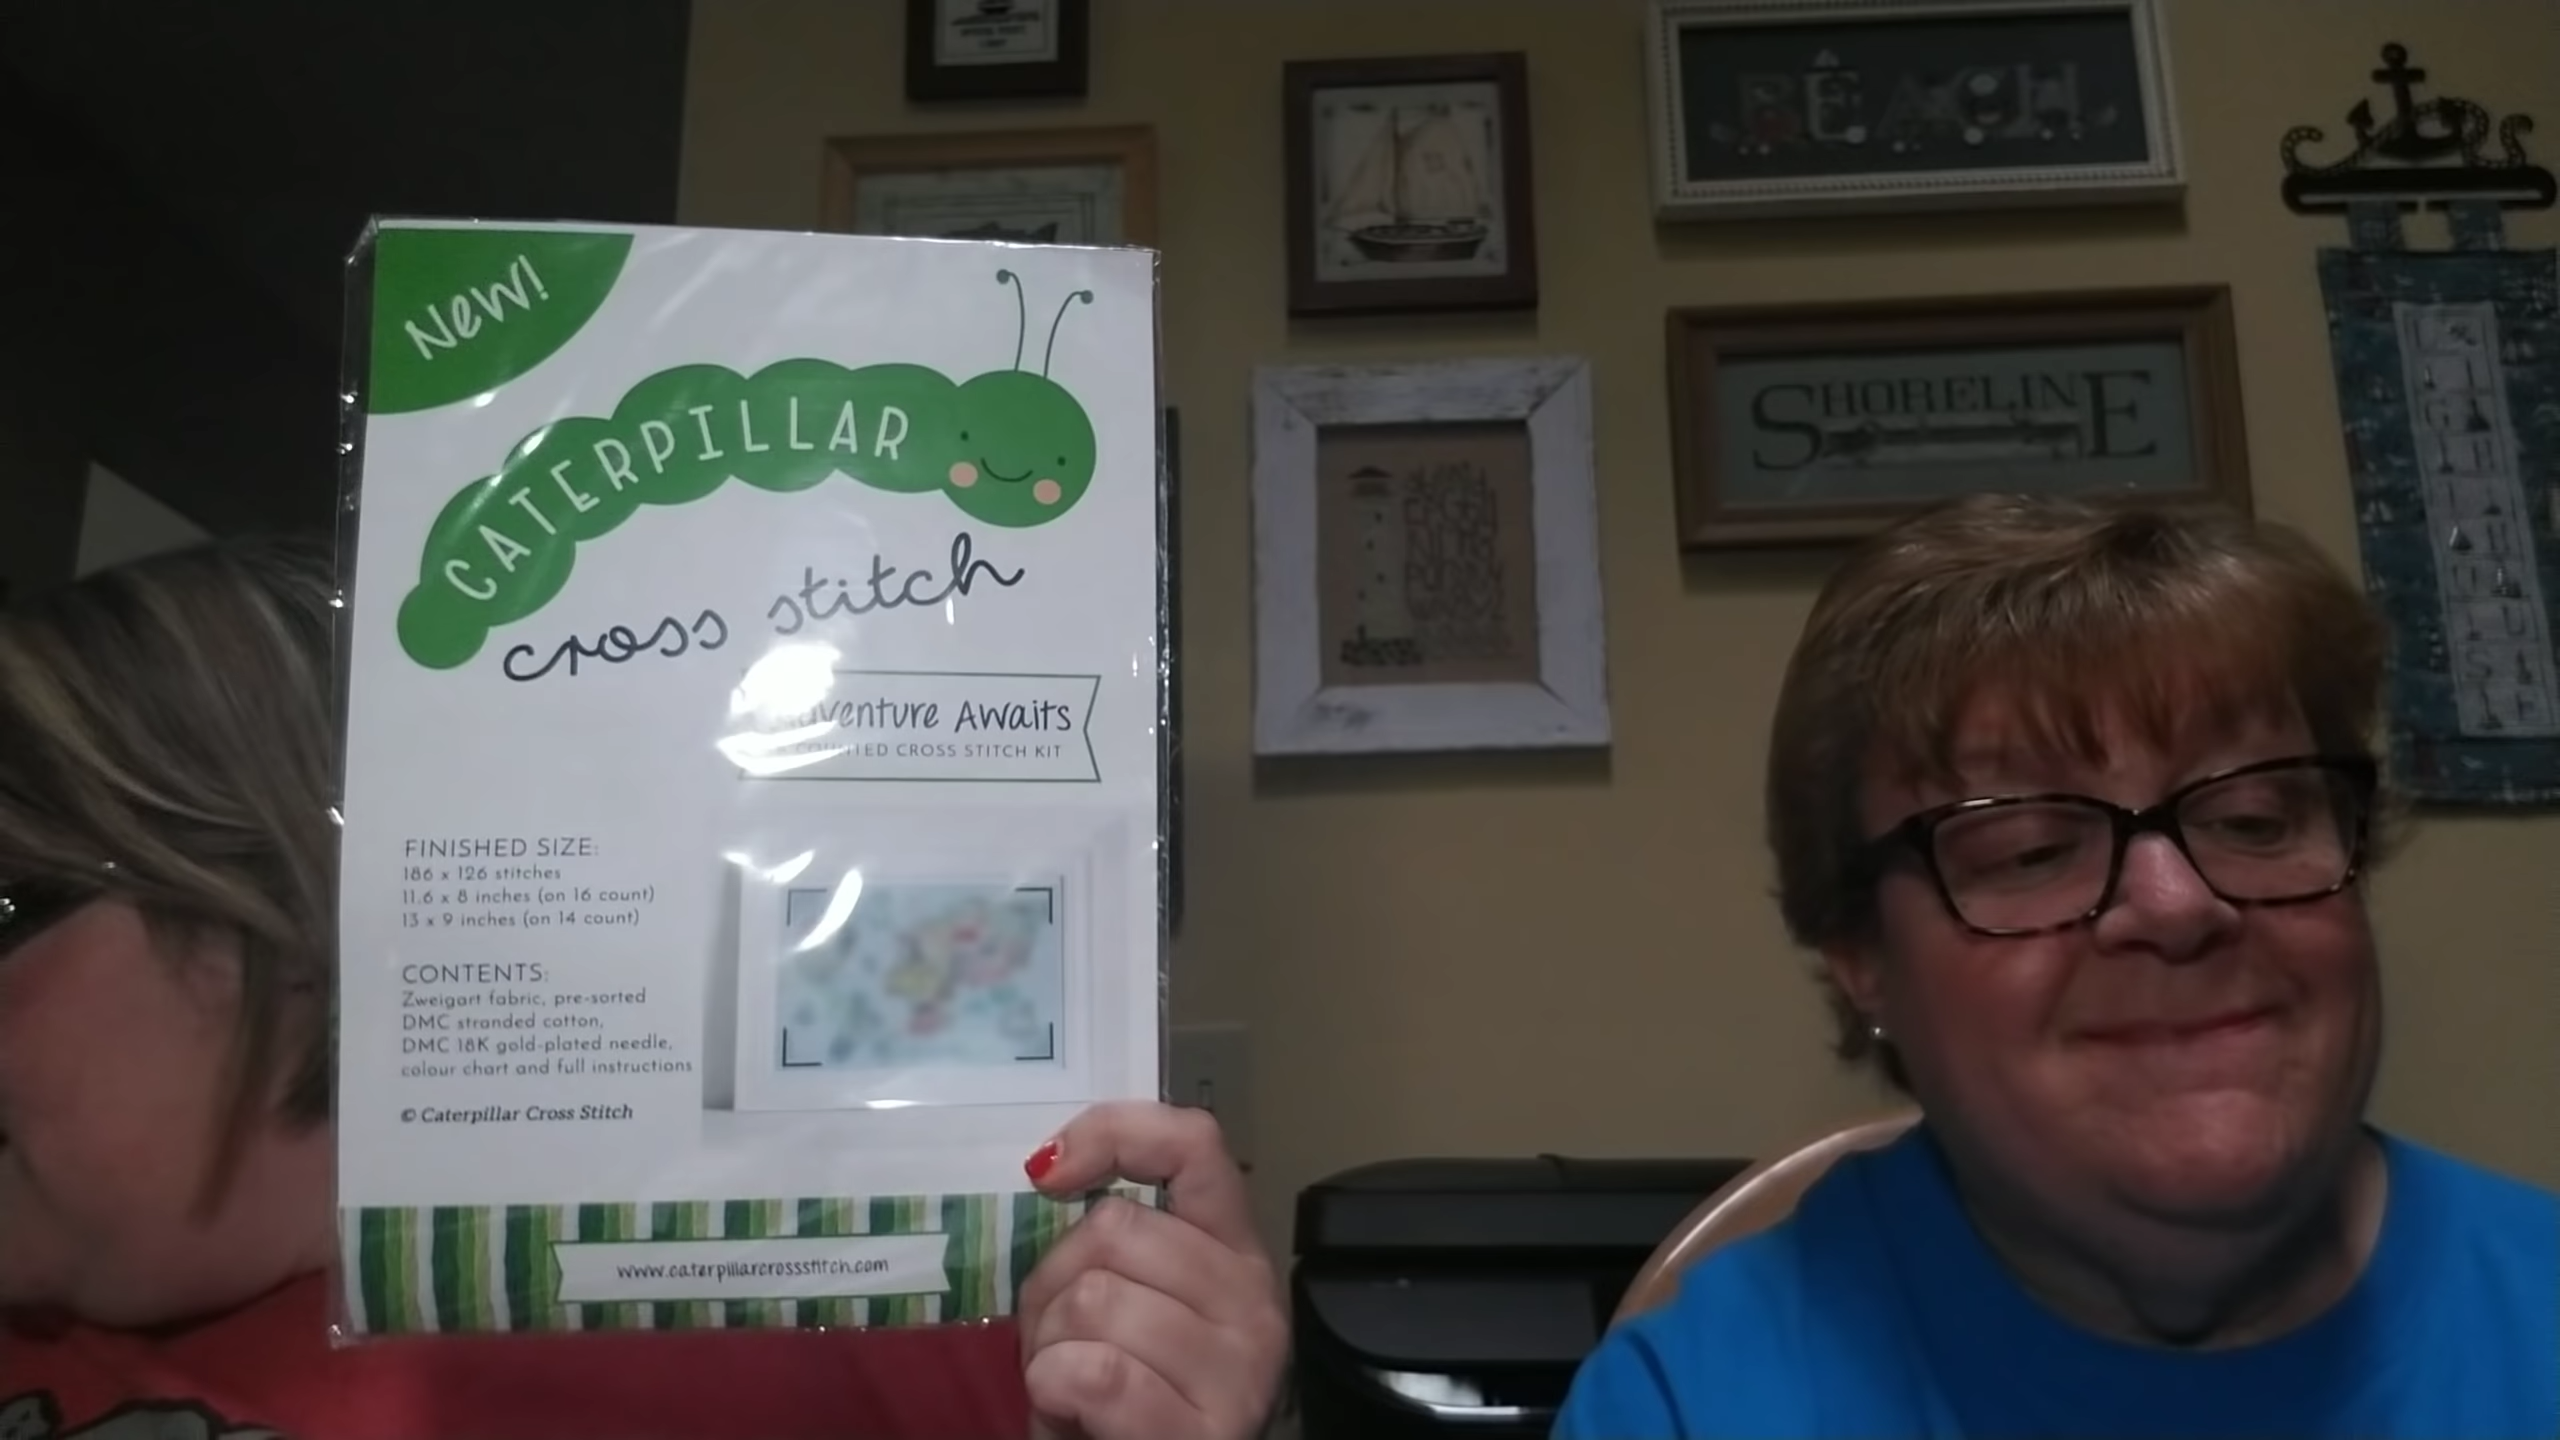 New!
CATERPILLAR
cross stitch
Adventure Awaits
COUNTED CROSS STITCH KIT
FINISHED SIZE:
186 x 126 stitches
11.6 x 8 inches (on 16 count)
13 x 9 inches (on 14 count)
CONTENTS:
Zweigart fabric, pre-sorted
DMC stranded cotton,
DMC 18K gold-plated needle,
colour chart and full instructions
© Caterpillar Cross Stitch
www.caterpillarcrossstitch.com
BEACH
SHORELINE